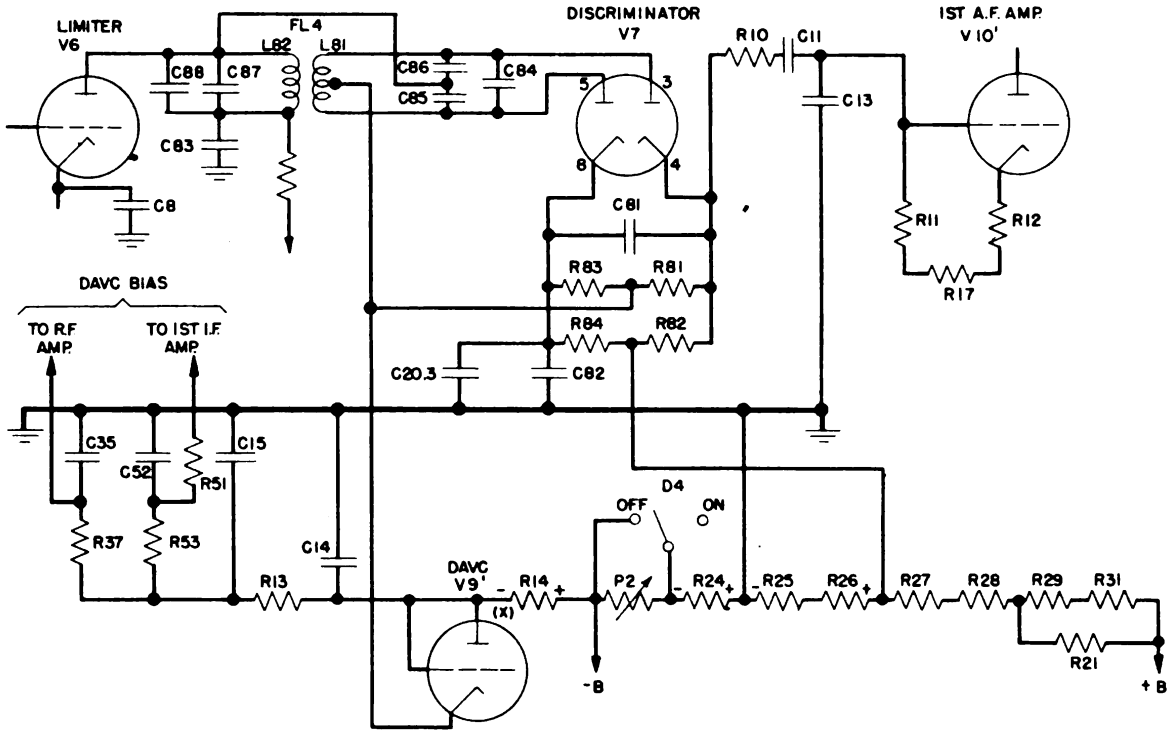 LIMITER
V6
FL 4
L82
L81
DISCRIMINATOR
V7
1ST A.F. AMP.
V 10'
R10
C11
C88
C87
C86
C85
C84
5
3
C13
C83
8
4
C8
C81
R11
R12
R17
DAVC BIAS
R83
R81
TO R.F.
AMP.
TO 1ST I.F.
AMP.
R84
R82
C20.3
C82
C35
C52
R51
C15
D4
OFF
ON
R37
R53
C14
R13
DAVC
V9'
(X)
- R14 +
P2
- R24 +
- R25
R26 +
R27
R28
R29
R31
R21
-B
+B